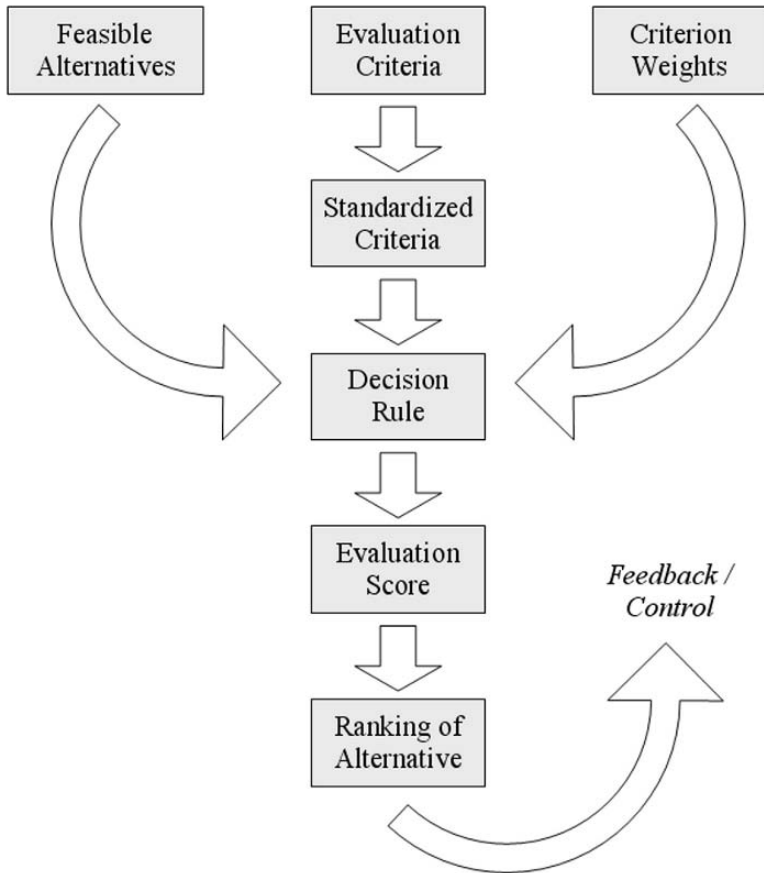 Feasible
Alternatives
Evaluation
Criteria
Criterion
Weights
Standardized
Criteria
Decision
Rule
Evaluation
Score
Feedback /
Control
Ranking of
Alternative